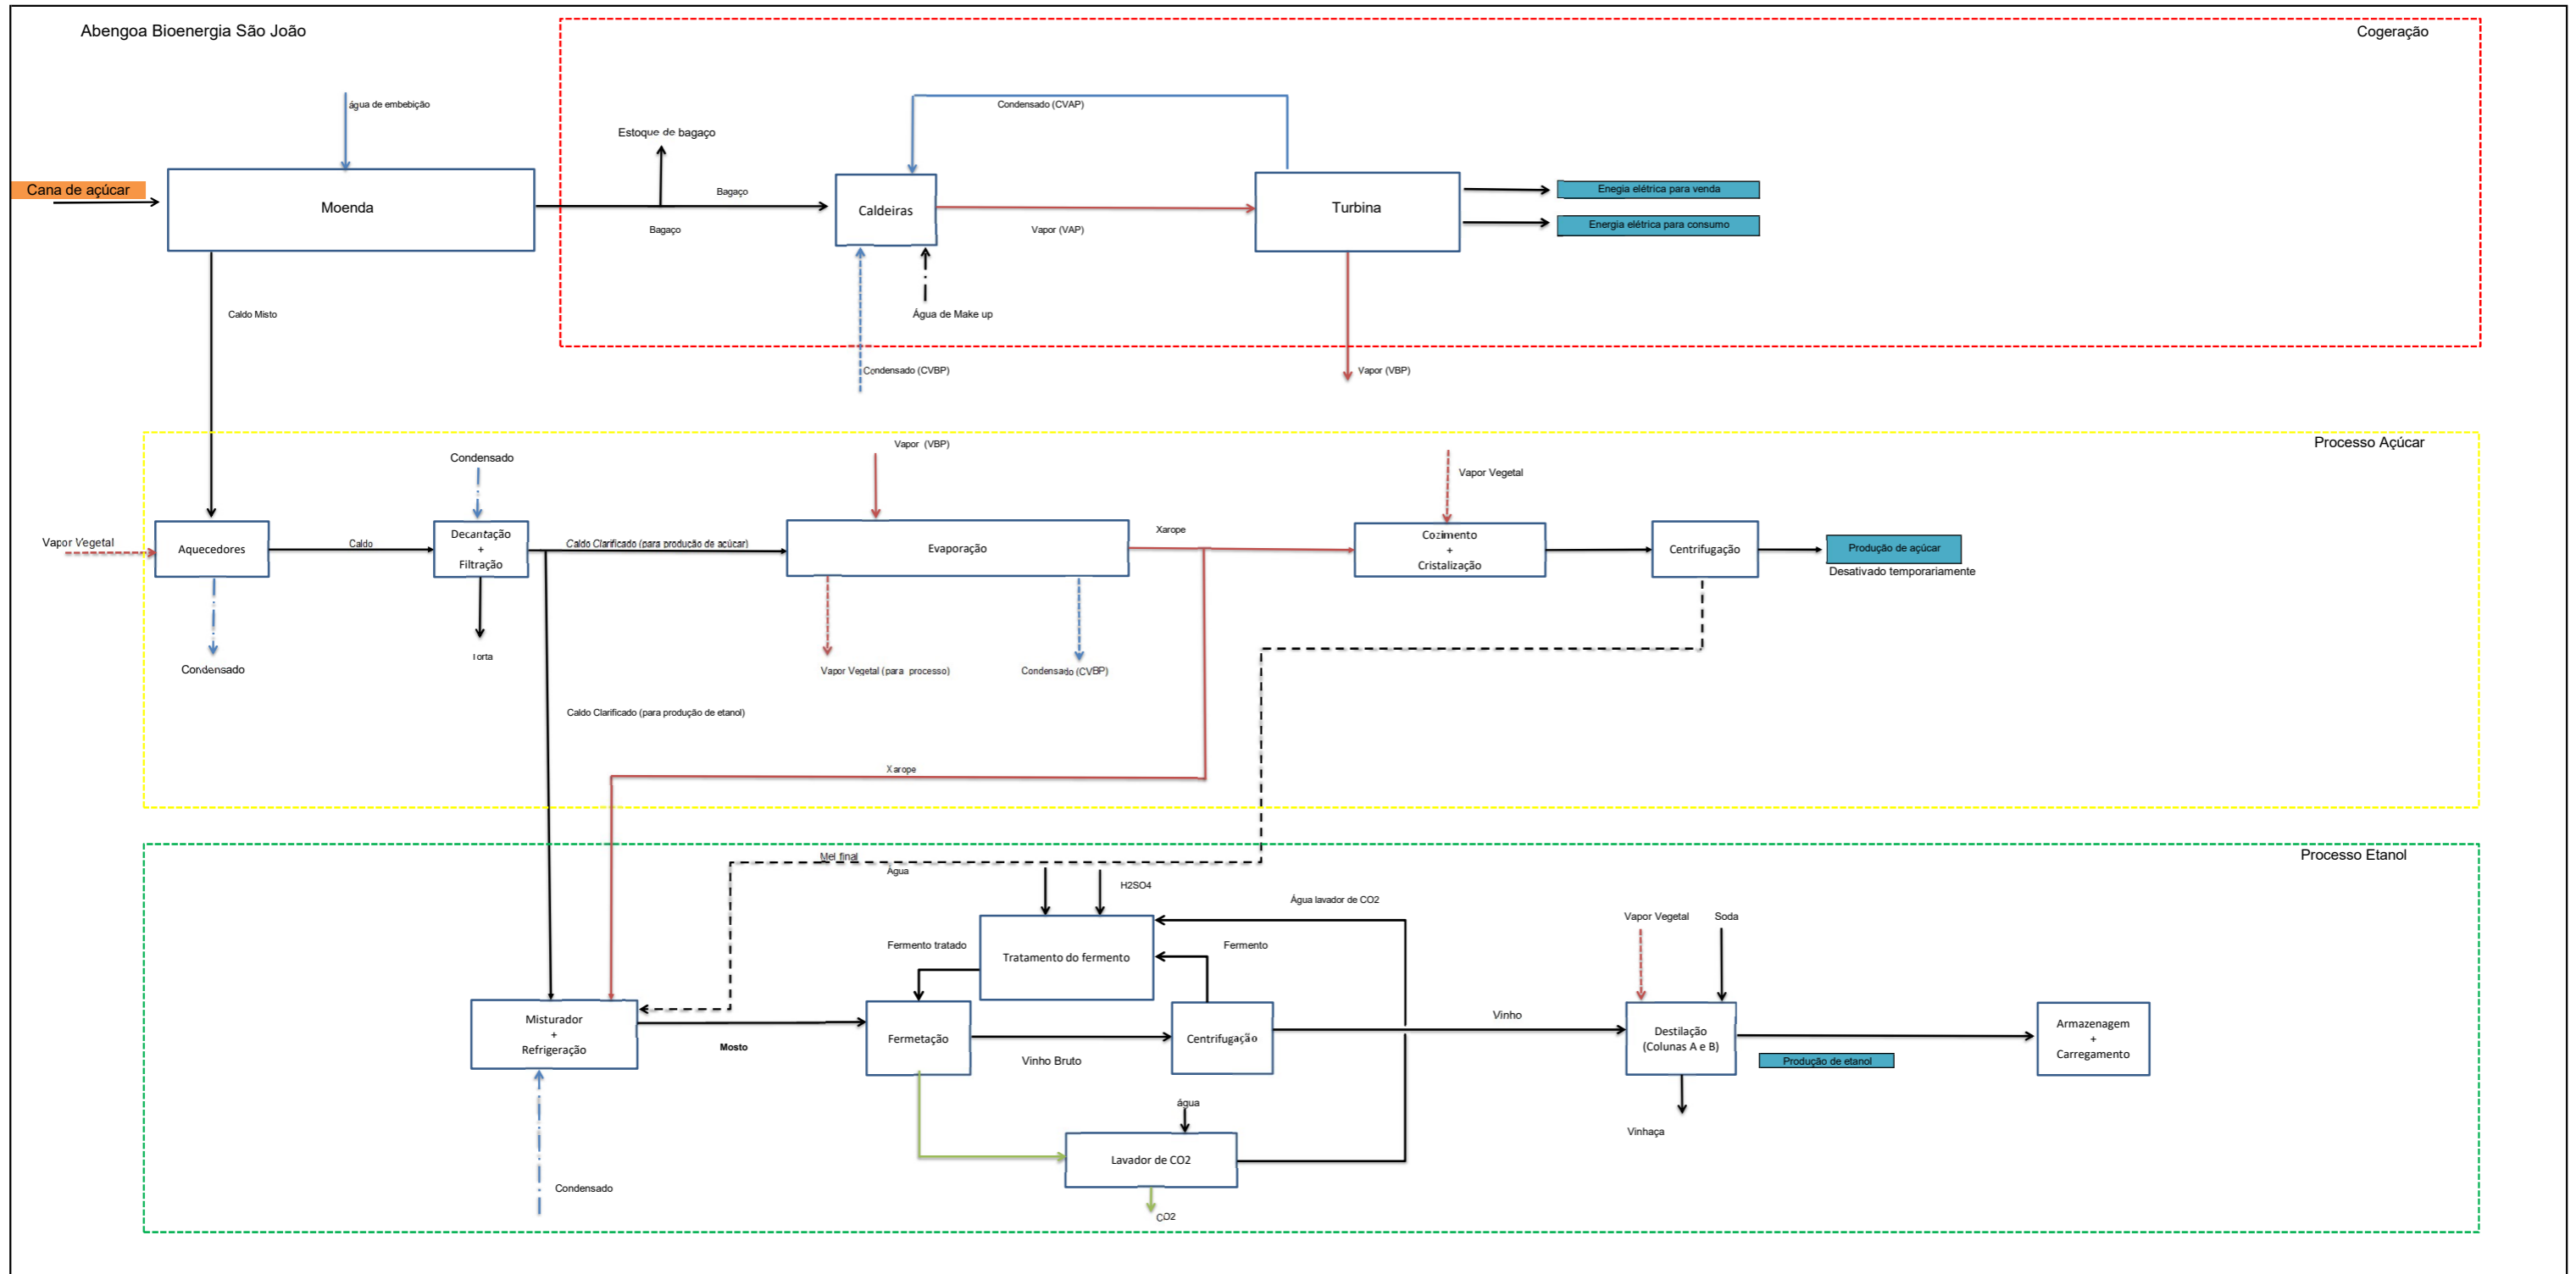 Abengoa Bioenergia São João
Cogeração
água de embebição
Condensado (CVAP)
Estoque de bagaço
Cana de açúcar
Moenda
Bagaço
Bagaço
Caldeiras
Vapor (VAP)
Turbina
Enegia elétrica para venda
Energia elétrica para consumo
Caldo Misto
Água de Make up
Condensado (CVBP)
Vapor (VBP)
Processo Açúcar
Vapor (VBP)
Condensado
Vapor Vegetal
Vapor Vegetal
Aquecedores
Caldo
Decantação
+
Filtração
Caldo Clarificado (para produção de açúcar)
Evaporação
Xarope
Cozimento
+
Cristalização
Centrifugação
Produção de açúcar
Desativado temporariamente
Condensado
Torta
Vapor Vegetal (para processo)
Condensado (CVBP)
Caldo Clarificado (para produção de etanol)
Xarope
Processo Etanol
Mel final
Água
H2SO4
Água lavador de CO2
Fermento tratado
Tratamento do fermento
Fermento
Vapor Vegetal
Soda
Misturador
+
Refrigeração
Mosto
Fermetação
Vinho Bruto
Centrifugação
Vinho
Destilação
(Colunas A e B)
Produção de etanol
Armazenagem
+
Carregamento
água
Lavador de CO2
Vinhaça
Condensado
CO2